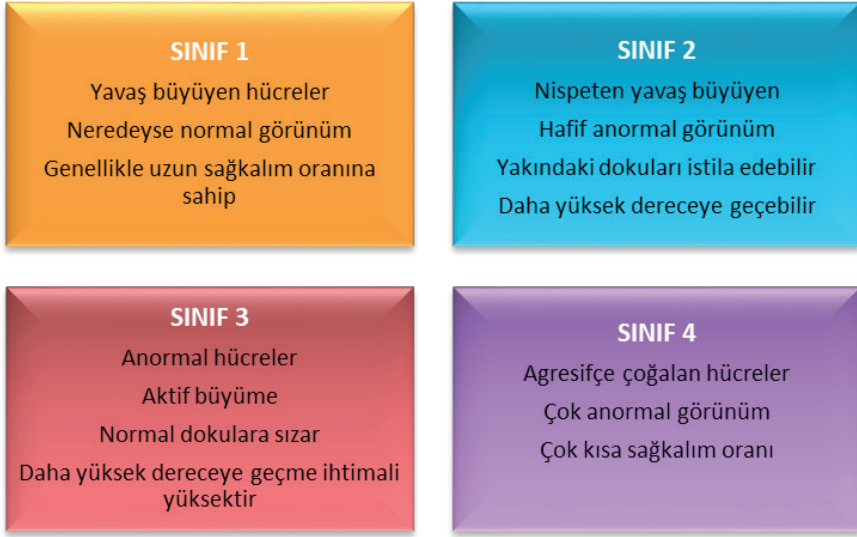 SINIF 1
Yavaş büyüyen hücreler
Neredeyse normal görünüm
Genellikle uzun sağkalım oranına
sahip
SINIF 2
Nispeten yavaş büyüyen
Hafif anormal görünüm
Yakındaki dokuları istila edebilir
Daha yüksek dereceye geçebilir
SINIF 3
Anormal hücreler
Aktif büyüme
Normal dokulara sızar
Daha yüksek dereceye geçme ihtimali
yüksektir
SINIF 4
Agresifçe çoğalan hücreler
Çok anormal görünüm
Çok kısa sağkalım oranı